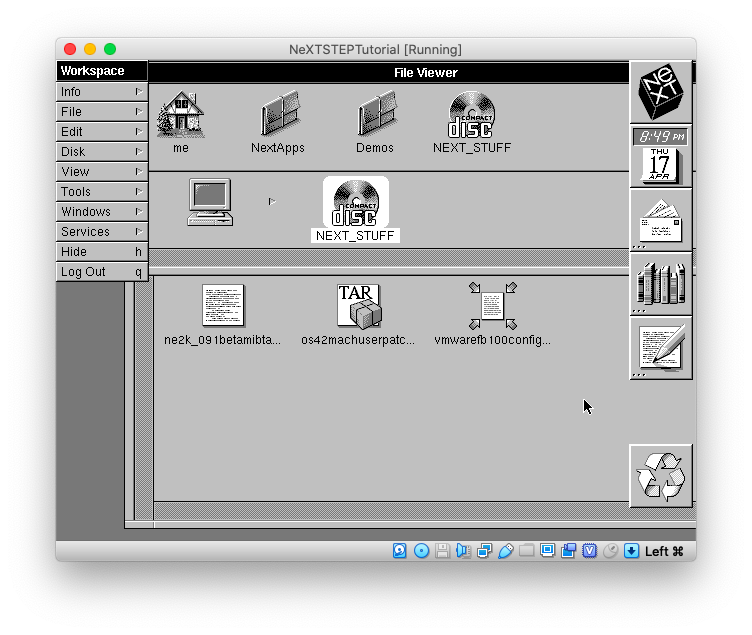 NeXTSTEPTutorial [Running]
Workspace
Info
File
Edit
Disk
View
Tools
Windows
Services
Hide h
Log Out q
File Viewer
me
NextApps
Demos
COMPACT
disc
NEXT_STUFF
COMPACT
disc
NEXT_STUFF
ne2k_091betamibta...
TAR
os42machuserpatc...
vmwarefb100config...
NeXT
8:49 PM
THU
17
APR
V
Left ⌘